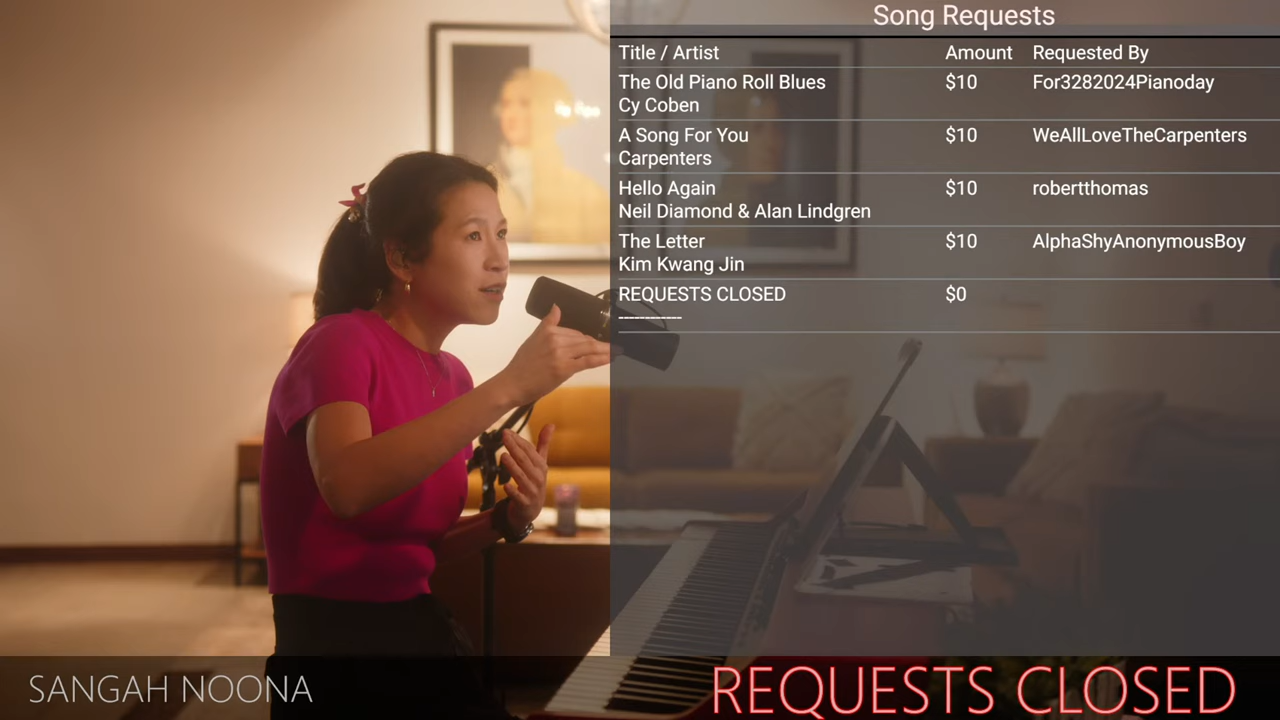 Song Requests
Title / Artist Amount Requested By
The Old Piano Roll Blues $10 For3282024Pianoday
Cy Coben
A Song For You $10 WeAllLoveTheCarpenters
Carpenters
Hello Again $10 robertthomas
Neil Diamond & Alan Lindgren
The Letter $10 AlphaShyAnonymousBoy
Kim Kwang Jin
REQUESTS CLOSED $0
------------
SANGAH NOONA
REQUESTS CLOSED